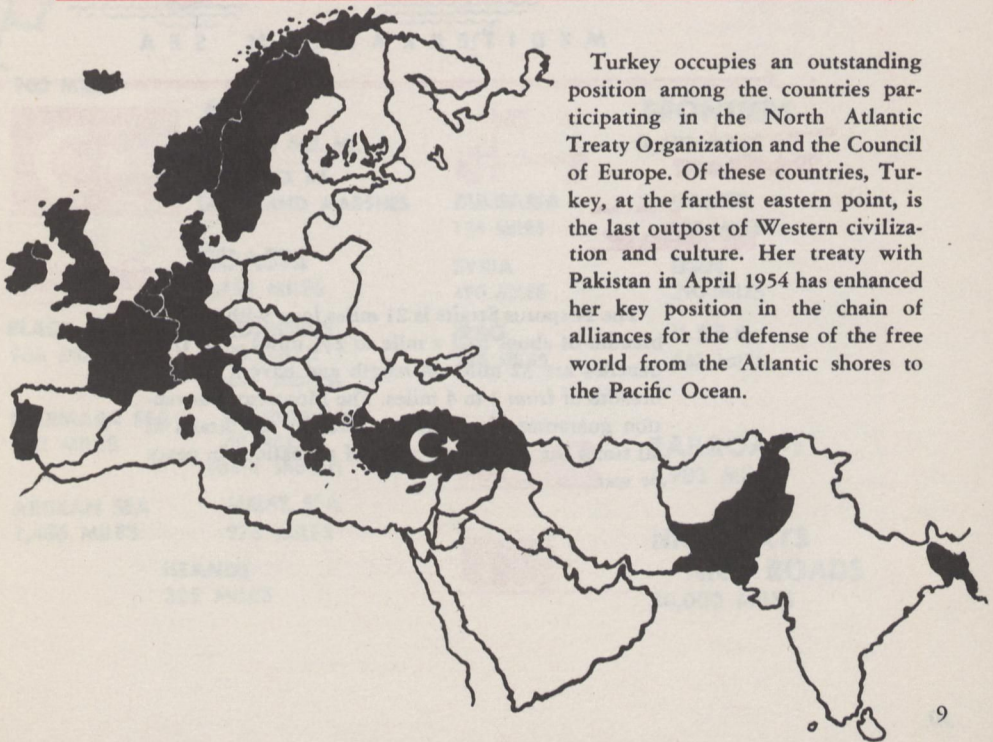 Turkey occupies an outstanding
position among the countries par-
ticipating in the North Atlantic
Treaty Organization and the Council
of Europe. Of these countries, Tur-
key, at the farthest eastern point, is
the last outpost of Western civiliza-
tion and culture. Her treaty with
Pakistan in April 1954 has enhanced
her key position in the chain of
alliances for the defense of the free
world from the Atlantic shores to
the Pacific Ocean.
9